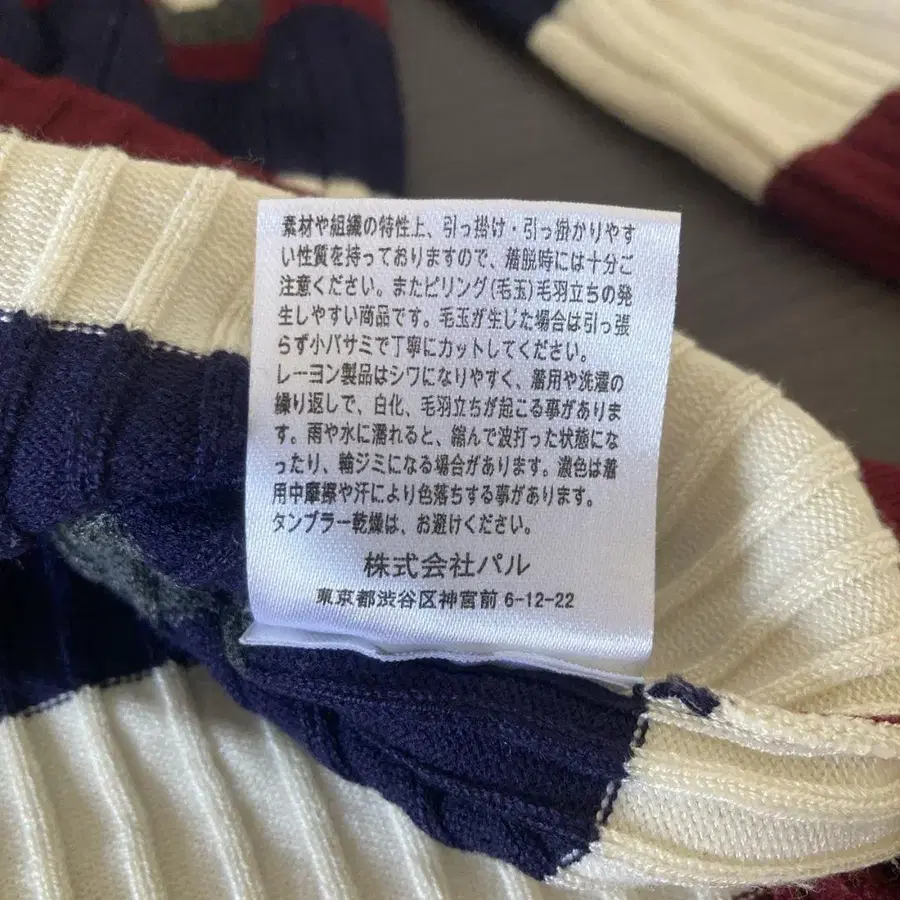 素材や組織の特性上、引っ掛け・引っ掛かりやす
い性質を持っておりますので、着脱時には十分ご
注意ください。またピリング(毛玉)毛羽立ちの発
生しやすい商品です。毛玉が生じた場合は引っ張
らず小バサミで丁寧にカットしてください。
レーヨン製品はシワになりやすく、着用や洗濯の
繰り返しで、白化、毛羽立ちが起こる事がありま
す。雨や水に濡れると、縮んで波打った状態にな
ったり、輪ジミになる場合があります。濃色は着
用中摩擦や汗により色落ちする事があります。
タンブラー乾燥は、お避けください。
株式会社パル
東京都渋谷区神宮前 6-12-22